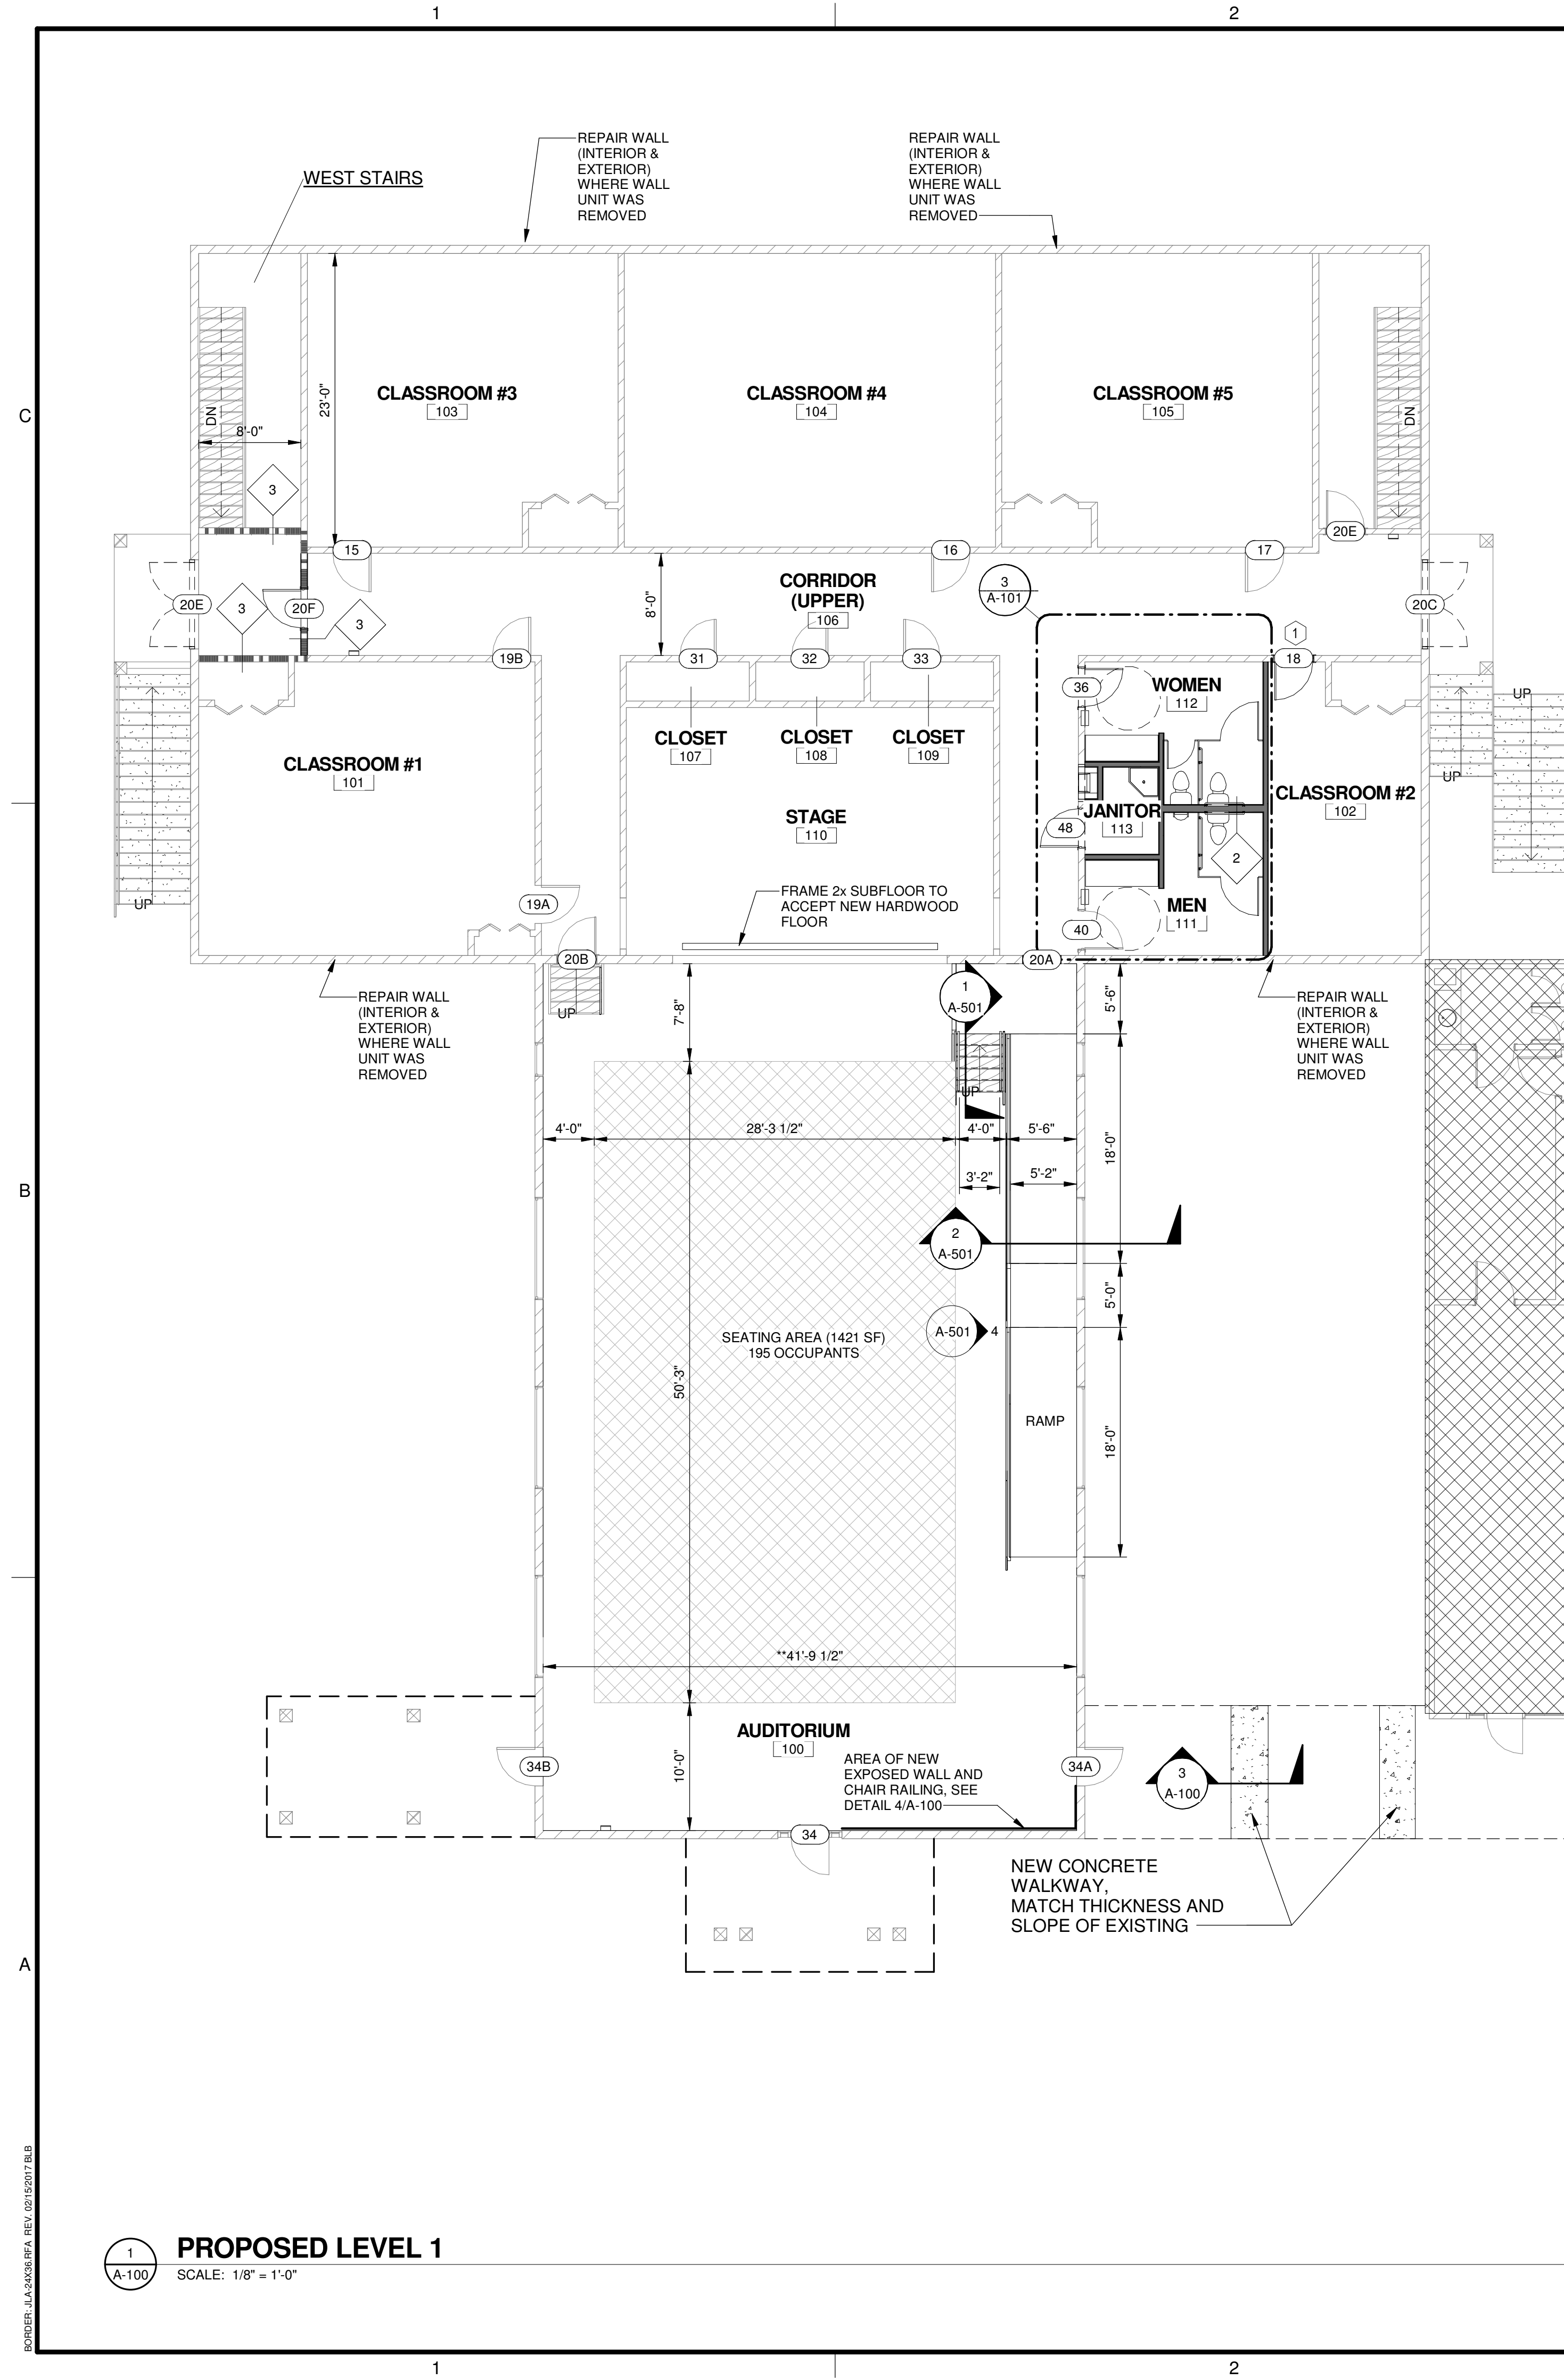 1
2
REPAIR WALL
(INTERIOR &
EXTERIOR)
WHERE WALL
UNIT WAS
REMOVED
REPAIR WALL
(INTERIOR &
EXTERIOR)
WHERE WALL
UNIT WAS
REMOVED
WEST STAIRS
C
CLASSROOM #3
103
CLASSROOM #4
104
CLASSROOM #5
105
23'-0"
DN
8'-0"
DN
3
15
16
17
20E
20E
3
20F
3
CORRIDOR
(UPPER)
106
8'-0"
3
A-101
20C
1
19B
31
32
33
18
36
WOMEN
112
UP
CLOSET
107
CLOSET
108
CLOSET
109
CLASSROOM #1
101
UP
CLASSROOM #2
102
STAGE
110
JANITOR
113
48
2
FRAME 2x SUBFLOOR TO
ACCEPT NEW HARDWOOD
FLOOR
UP
19A
MEN
111
40
20B
20A
REPAIR WALL
(INTERIOR &
EXTERIOR)
WHERE WALL
UNIT WAS
REMOVED
UP
7'-8"
1
A-501
5'-6"
REPAIR WALL
(INTERIOR &
EXTERIOR)
WHERE WALL
UNIT WAS
REMOVED
UP
4'-0"
28'-3 1/2"
4'-0"
5'-6"
18'-0"
3'-2"
5'-2"
B
2
A-501
5'-0"
A-501
4
SEATING AREA (1421 SF)
195 OCCUPANTS
50'-3"
RAMP
18'-0"
**41'-9 1/2"
AUDITORIUM
100
10'-0"
AREA OF NEW
EXPOSED WALL AND
CHAIR RAILING, SEE
DETAIL 4/A-100
34B
34A
3
A-100
34
NEW CONCRETE
WALKWAY,
MATCH THICKNESS AND
SLOPE OF EXISTING
A
BORDER: JLA-24X36.RFA REV. 02/15/2017 BLB
1
A-100
PROPOSED LEVEL 1
SCALE: 1/8" = 1'-0"
1
2